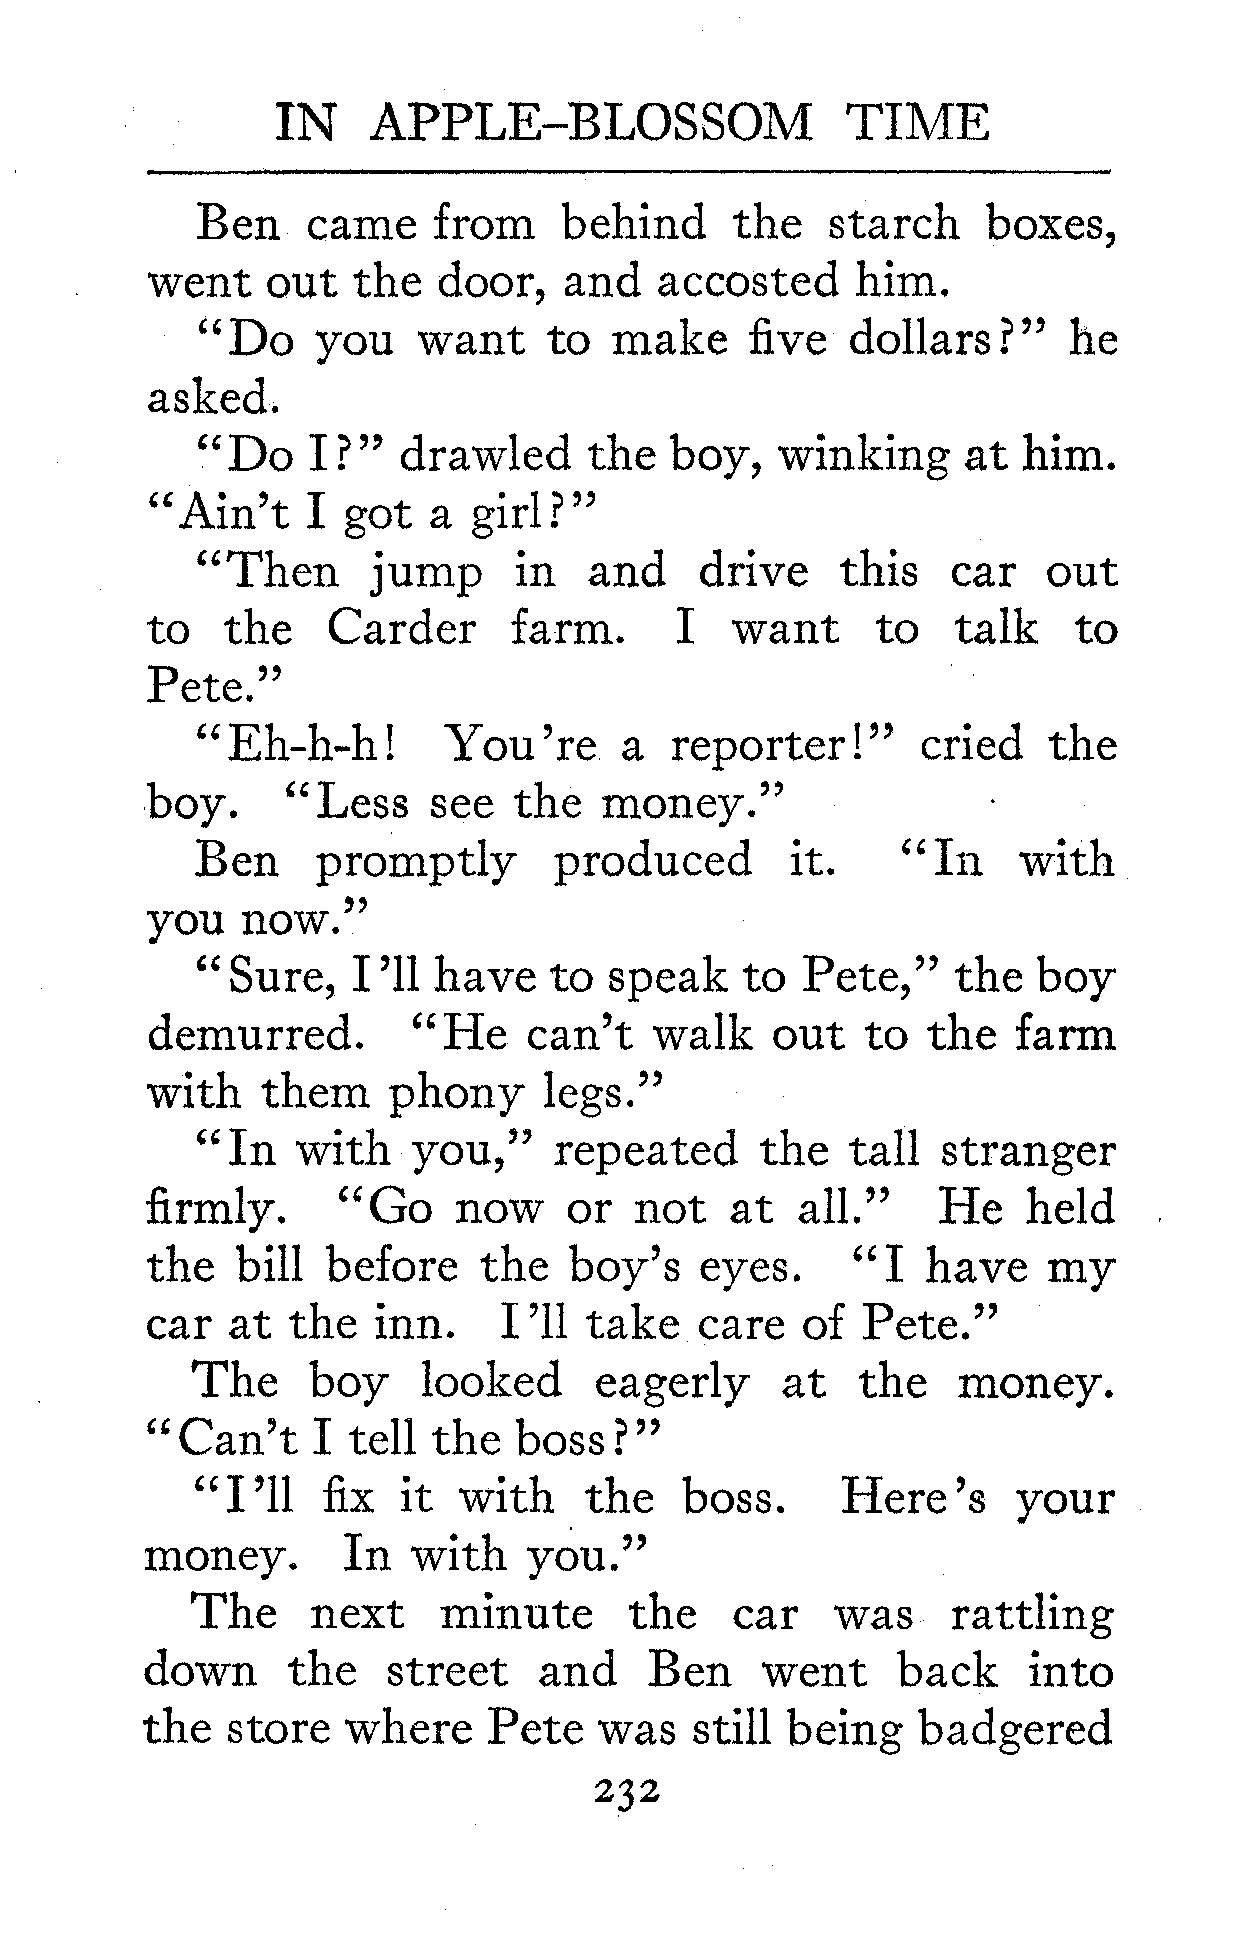 IN APPLE-BLOSSOM TIME
Ben came from behind the starch boxes,
went out the door, and accosted him.
“Do you want to make five dollars?” he
asked.
“Do I?” drawled the boy, winking at him.
“Ain’t I got a girl?”
“Then jump in and drive this car out
to the Carder farm. I want to talk to
Pete.”
“Eh-h-h! You’re a reporter!” cried the
boy. “Less see the money.”
Ben promptly produced it. “In with
you now.”
“Sure, I’ll have to speak to Pete,” the boy
demurred. “He can’t walk out to the farm
with them phony legs.”
“In with you,” repeated the tall stranger
firmly. “Go now or not at all.” He held
the bill before the boy’s eyes. “I have my
car at the inn. I’ll take care of Pete.”
The boy looked eagerly at the money.
“Can’t I tell the boss?”
“I’ll fix it with the boss. Here’s your
money. In with you.”
The next minute the car was rattling
down the street and Ben went back into
the store where Pete was still being badgered
232